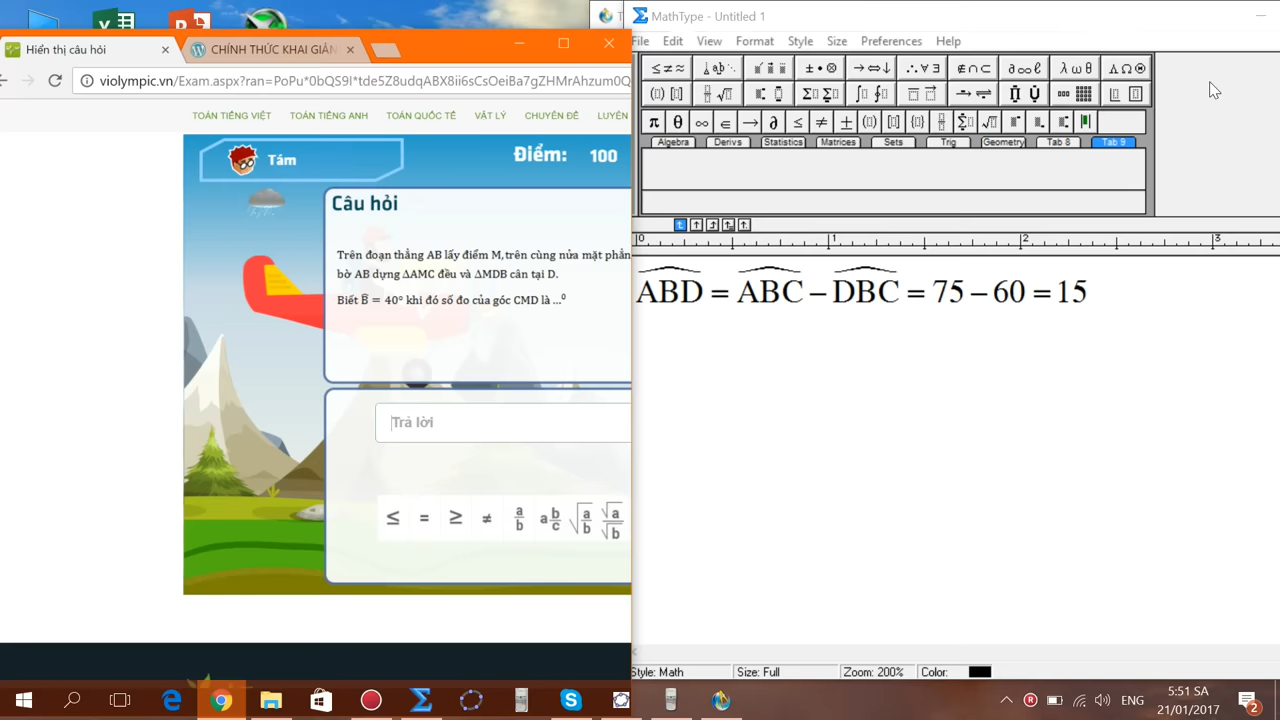 MathType - Untitled 1
Hiển thị câu hỏi
CHÍNH THỨC KHAI GIẢN
File Edit View Format Style Size Preferences Help
violympic.vn/Exam.aspx?ran=PoPu*0bQS9I*tde5Z8udqABX8ii6sCsOeiBa7gZHMrAhzum0Q
TOÁN TIẾNG VIỆT TOÁN TIẾNG ANH TOÁN QUỐC TẾ VẬT LÝ CHUYÊN ĐỀ LUYỆN
Algebra Derivs Statistics Matrices Sets Trig Geometry Tab 8 Tab 9
Tám
Điểm: 100
Câu hỏi
Trên đoạn thẳng AB lấy điểm M,trên cùng nửa mặt phẳn
bờ AB dựng ΔAMC đều và ΔMDB cân tại D.
Biết B̂ = 40° khi đó số đo của góc CMD là ...⁰
Trả lời
≤ = ≥ ≠ a/b a b/c √(a/b) √a/√b
0 1 2 3
ABD = ABC − DBC = 75 − 60 = 15
Style: Math Size: Full Zoom: 200% Color:
ENG
5:51 SA
21/01/2017
2